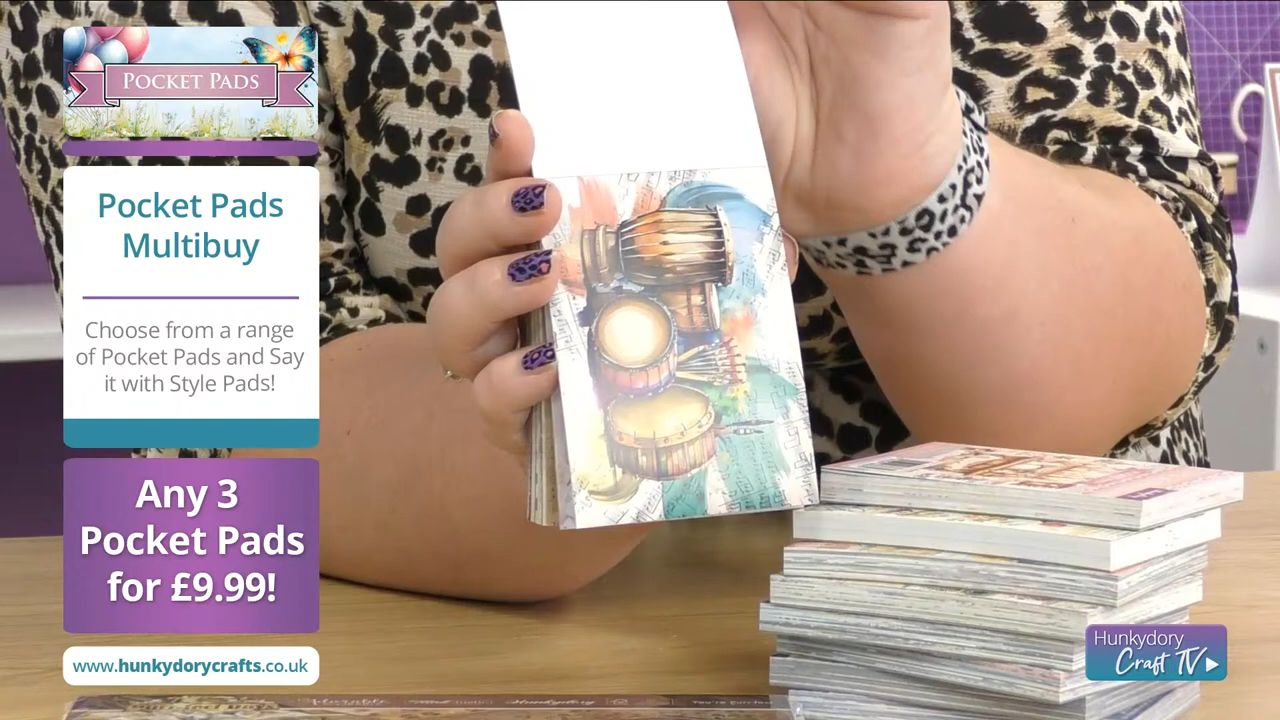 POCKET PADS
Pocket Pads
Multibuy
Choose from a range
of Pocket Pads and Say
it with Style Pads!
Any 3
Pocket Pads
for £9.99!
www.hunkydorycrafts.co.uk
Hunkydory
Craft TV